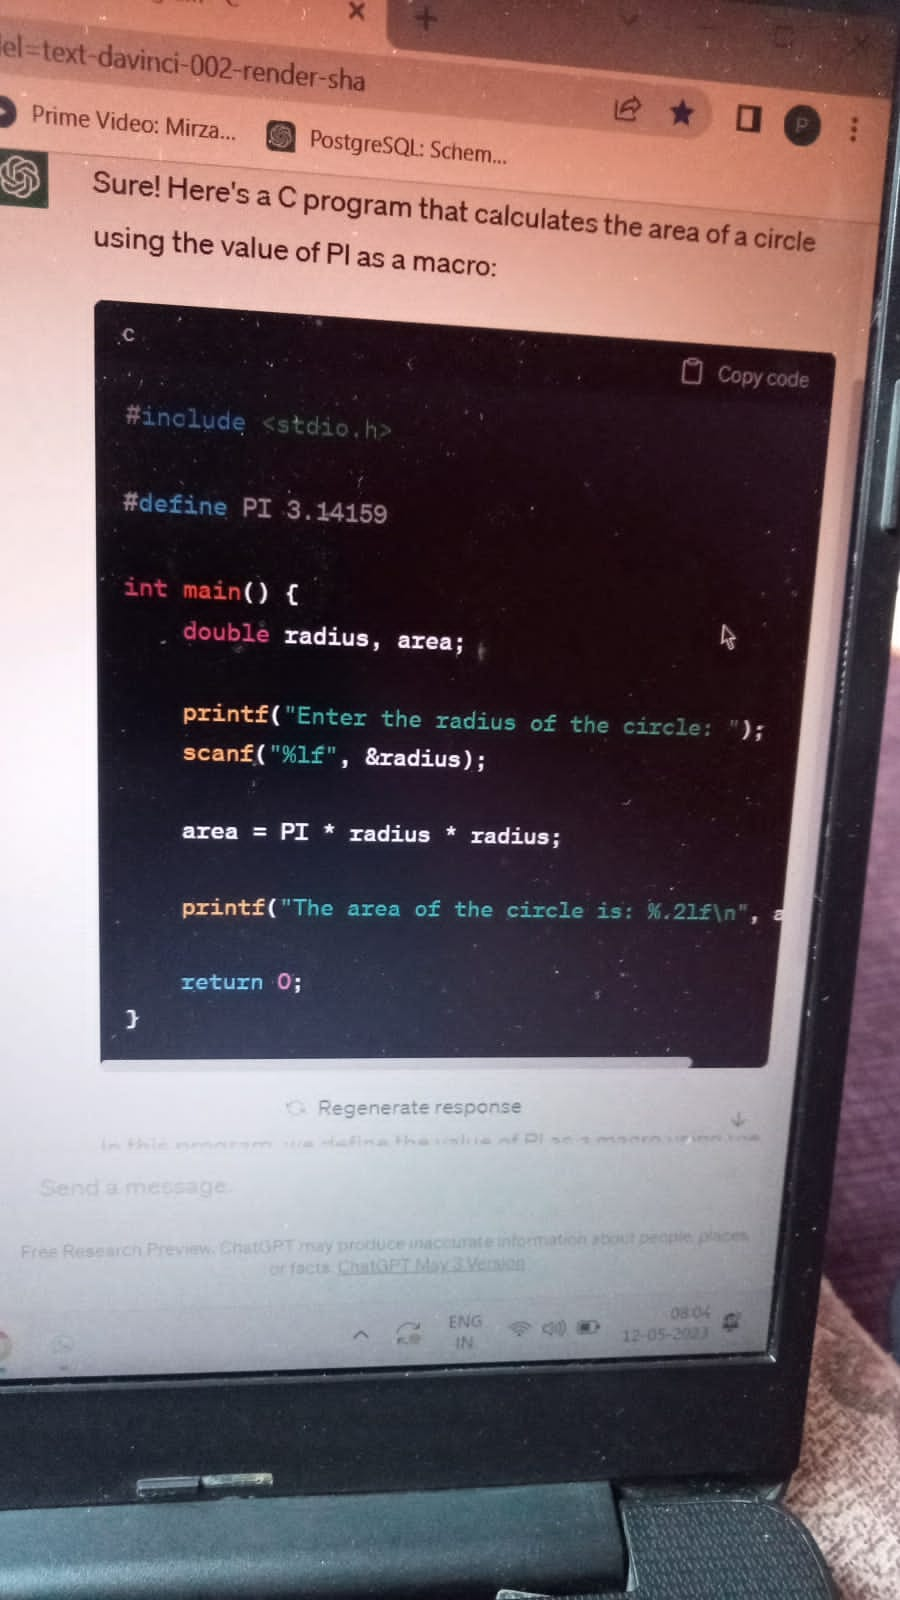 del=text-davinci-002-render-sha
Prime Video: Mirza... PostgreSQL: Schem...
P
Sure! Here's a C program that calculates the area of a circle
using the value of PI as a macro:
c
Copy code
#include <stdio.h>
#define PI 3.14159
int main() {
double radius, area;
printf("Enter the radius of the circle: ");
scanf("%lf", &radius);
area = PI * radius * radius;
printf("The area of the circle is: %.2lf\n", a
return 0;
}
Regenerate response
In this program, we define the value of PI as a macro using the
Send a message.
Free Research Preview. ChatGPT may produce inaccurate information about people, places,
or facts. ChatGPT May 3 Version
ENG
IN
08:04
12-05-2023